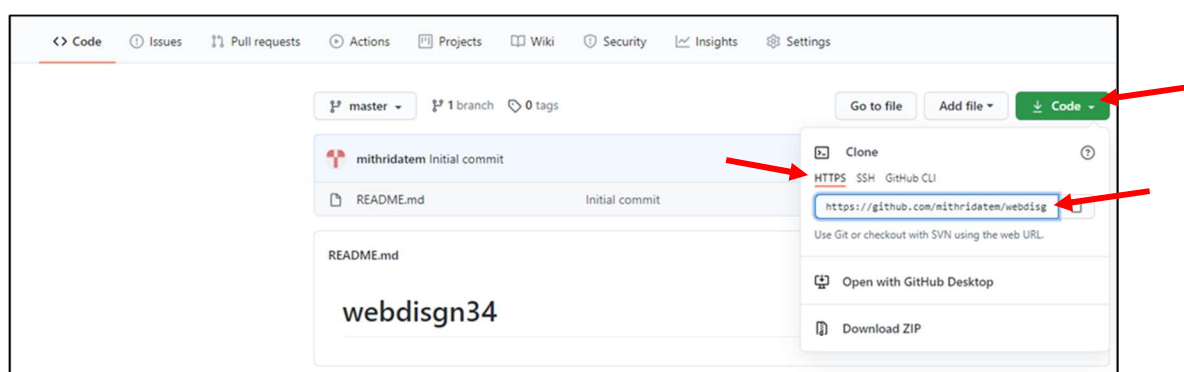 <> Code Issues Pull requests Actions Projects Wiki Security Insights Settings
master 1 branch 0 tags Go to file Add file Code
mithridatem Initial commit
README.md Initial commit
Clone
HTTPS SSH GitHub CLI
https://github.com/mithridatem/webdisg
Use Git or checkout with SVN using the web URL.
Open with GitHub Desktop
Download ZIP
README.md
webdisgn34